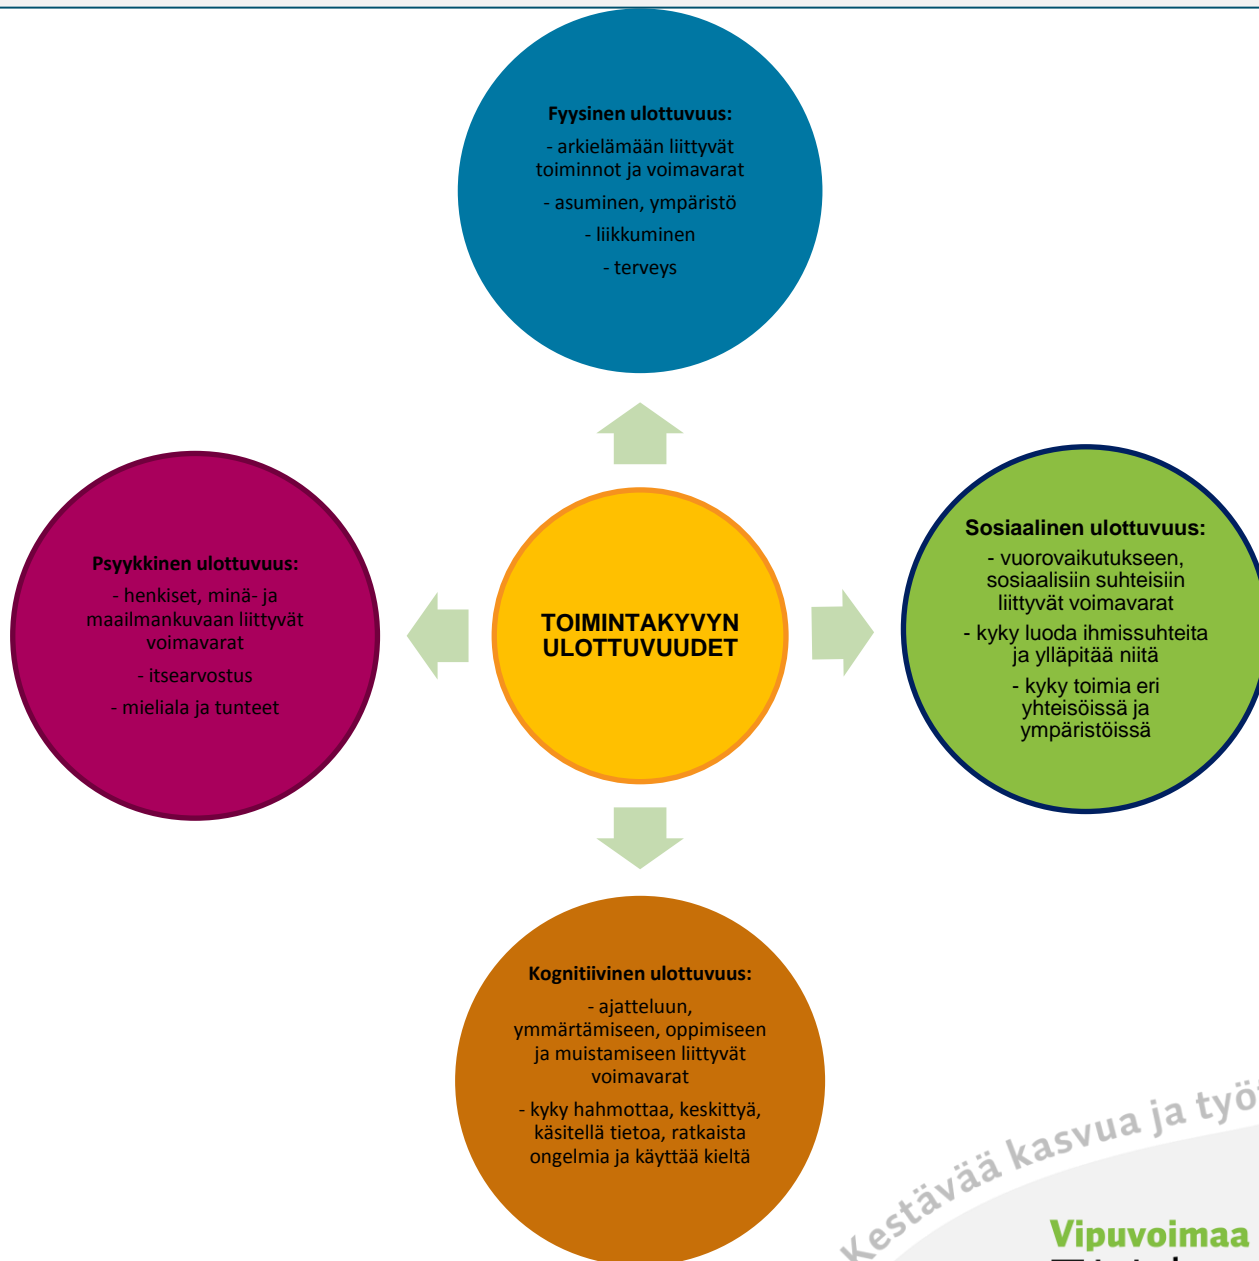 Fyysinen ulottuvuus:
- arkielämään liittyvät
toiminnot ja voimavarat
- asuminen, ympäristö
- liikkuminen
- terveys
Psyykkinen ulottuvuus:
- henkiset, minä- ja
maailmankuvaan liittyvät
voimavarat
- itsearvostus
- mieliala ja tunteet
TOIMINTAKYVYN
ULOTTUVUUDET
Sosiaalinen ulottuvuus:
- vuorovaikutukseen,
sosiaalisiin suhteisiin
liittyvät voimavarat
- kyky luoda ihmissuhteita
ja ylläpitää niitä
- kyky toimia eri
yhteisöissä ja
ympäristöissä
Kognitiivinen ulottuvuus:
- ajatteluun,
ymmärtämiseen, oppimiseen
ja muistamiseen liittyvät
voimavarat
- kyky hahmottaa, keskittyä,
käsitellä tietoa, ratkaista
ongelmia ja käyttää kieltä
Kestävää kasvua ja työt
Vipuvoimaa